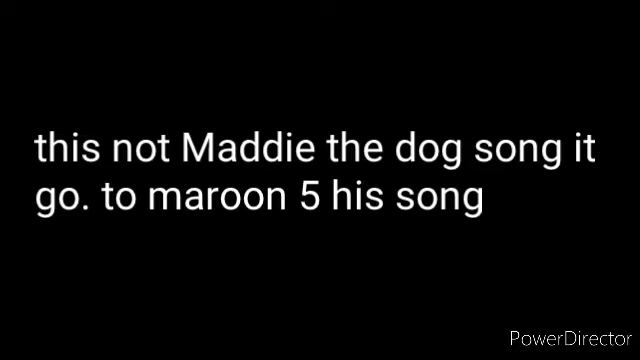 this not Maddie the dog song it
go. to maroon 5 his song
PowerDirector